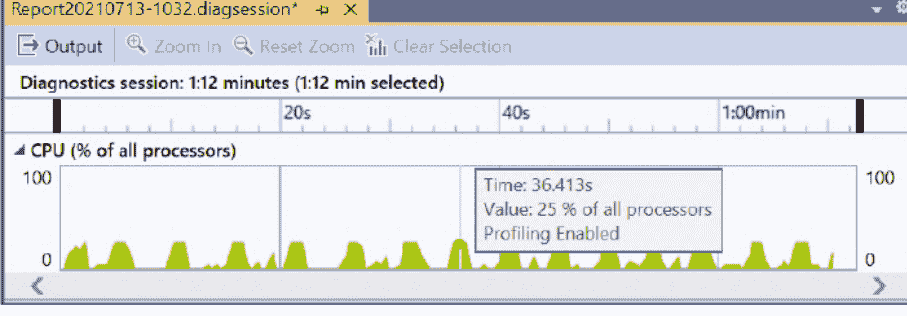 Report20210713-1032.diagsession*
Output Zoom In Reset Zoom Clear Selection
Diagnostics session: 1:12 minutes (1:12 min selected)
20s 40s 1:00min
CPU (% of all processors)
100 100
Time: 36.413s
Value: 25 % of all processors
Profiling Enabled
0 0